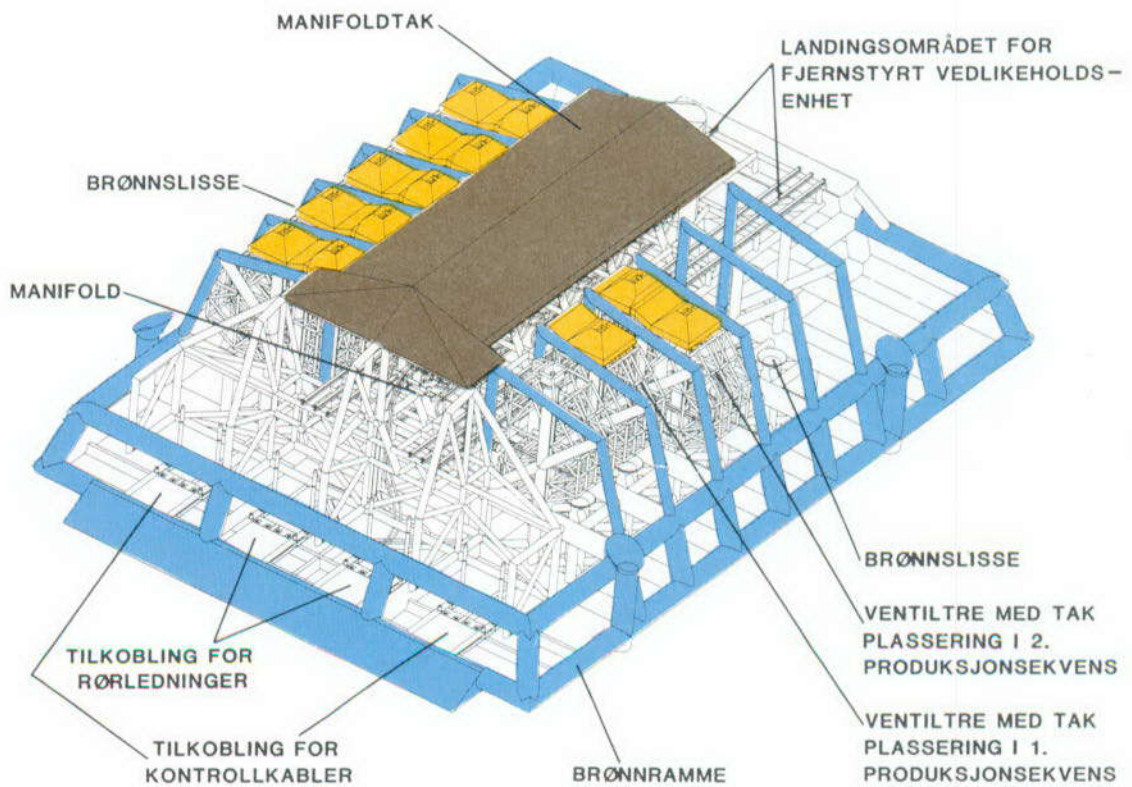 MANIFOLDTAK
LANDINGSOMRÅDET FOR
FJERNSTYRT VEDLIKEHOLDS-
ENHET
BRØNNSLISSE
MANIFOLD
BRØNNSLISSE
VENTILTRE MED TAK
PLASSERING I 2.
PRODUKSJONSEKVENS
TILKOBLING FOR
RØRLEDNINGER
VENTILTRE MED TAK
PLASSERING I 1.
PRODUKSJONSEKVENS
TILKOBLING FOR
KONTROLLKABLER
BRØNNRAMME